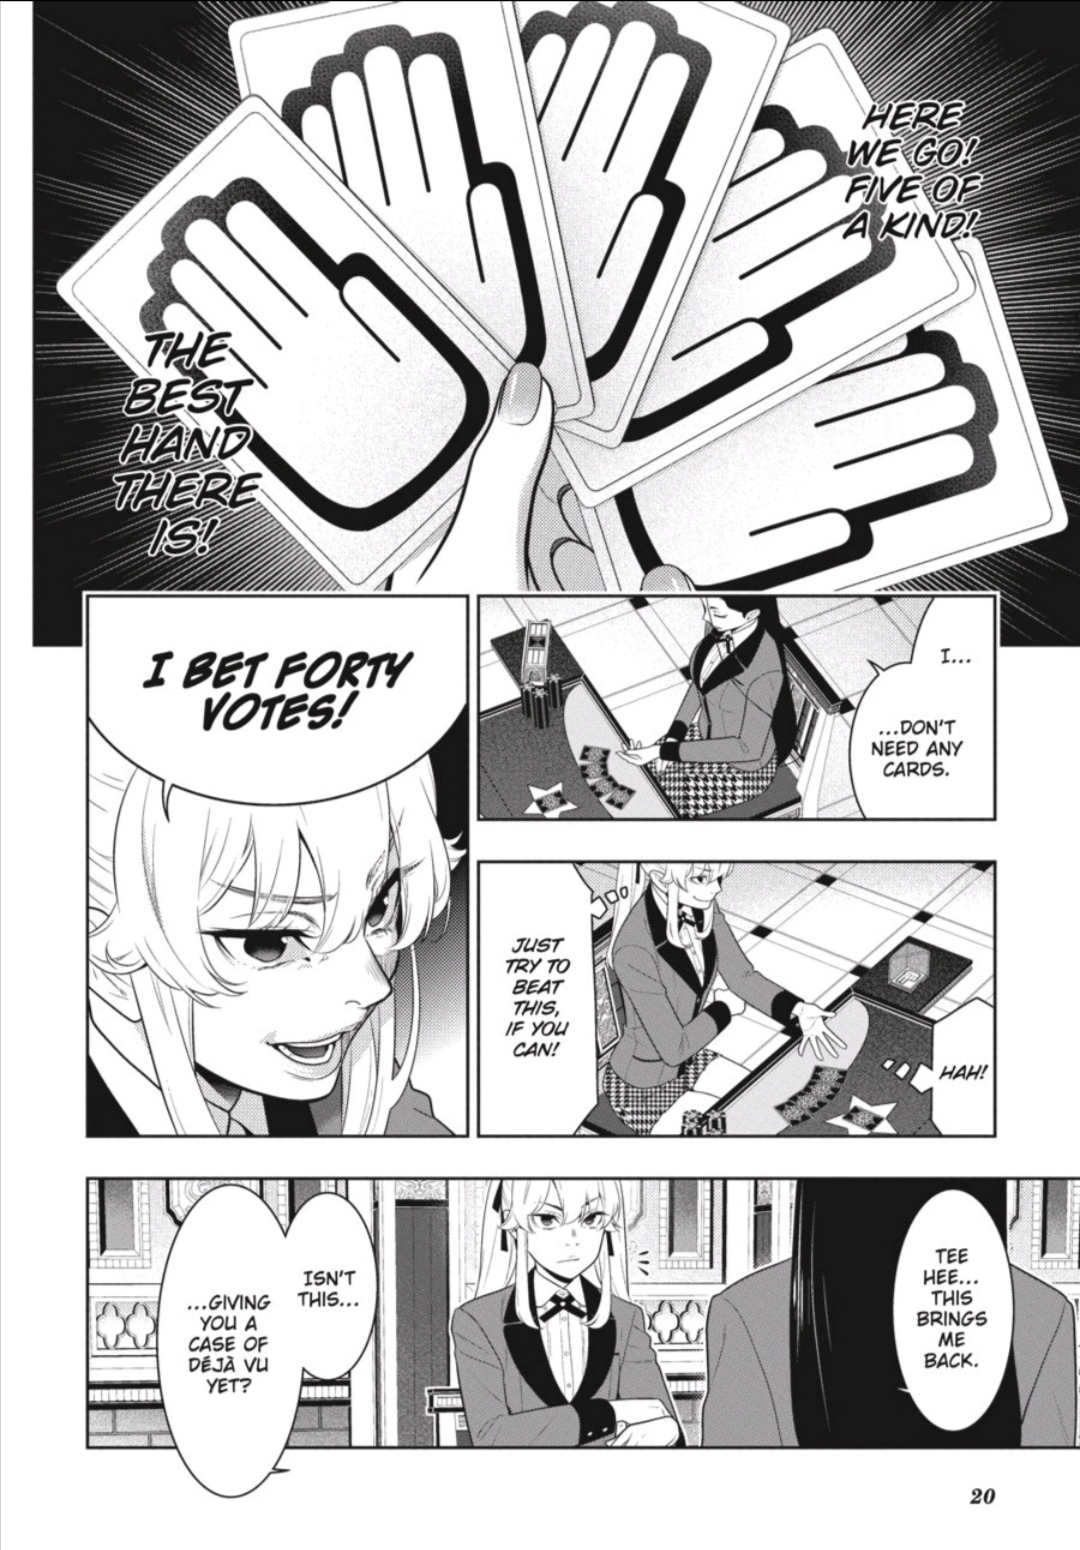 HERE
WE GO!
FIVE OF
A KIND!
THE
BEST
HAND
THERE
IS!
I...
...DON'T
NEED ANY
CARDS.
I BET FORTY
VOTES!
HAH!
JUST
TRY TO
BEAT
THIS,
IF YOU
CAN!
TEE
HEE...
THIS
BRINGS
ME
BACK.
ISN'T
THIS...
...GIVING
YOU A
CASE OF
DÉJÀ VU
YET?
20